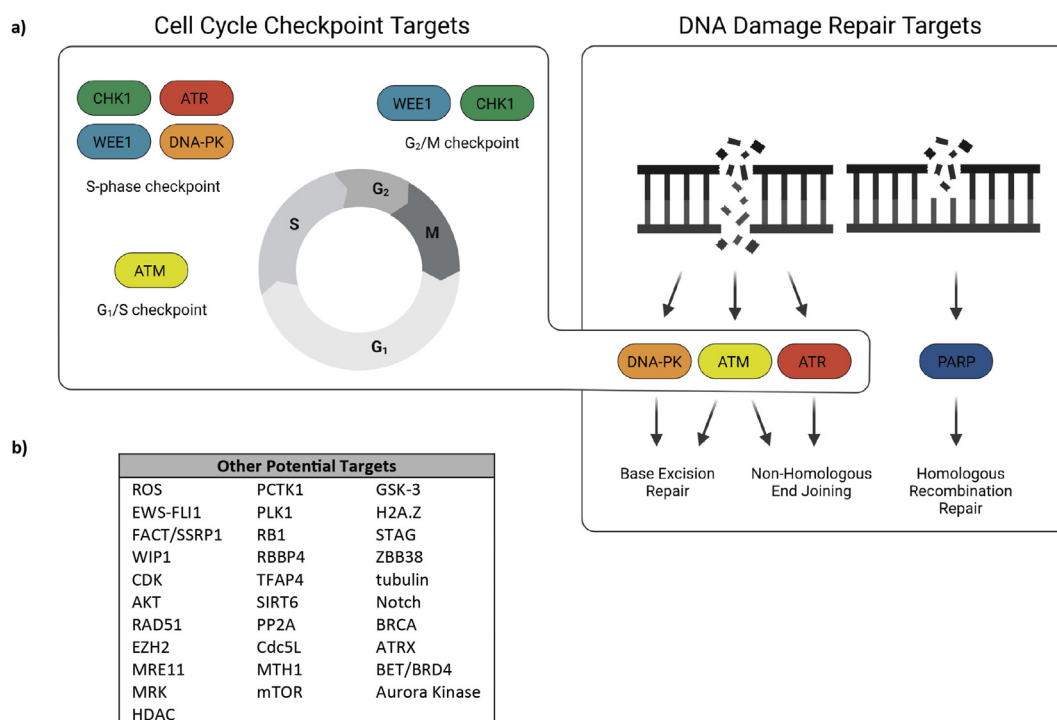 a)
Cell Cycle Checkpoint Targets
DNA Damage Repair Targets
CHK1 ATR
WEE1 DNA-PK
S-phase checkpoint
WEE1 CHK1
G₂/M checkpoint
ATM
G₁/S checkpoint
G₂
S
M
G₁
DNA-PK ATM ATR PARP
Base Excision
Repair
Non-Homologous
End Joining
Homologous
Recombination
Repair
b)
Other Potential Targets
ROS PCTK1 GSK-3
EWS-FLI1 PLK1 H2A.Z
FACT/SSRP1 RB1 STAG
WIP1 RBBP4 ZBB38
CDK TFAP4 tubulin
AKT SIRT6 Notch
RAD51 PP2A BRCA
EZH2 Cdc5L ATRX
MRE11 MTH1 BET/BRD4
MRK mTOR Aurora Kinase
HDAC